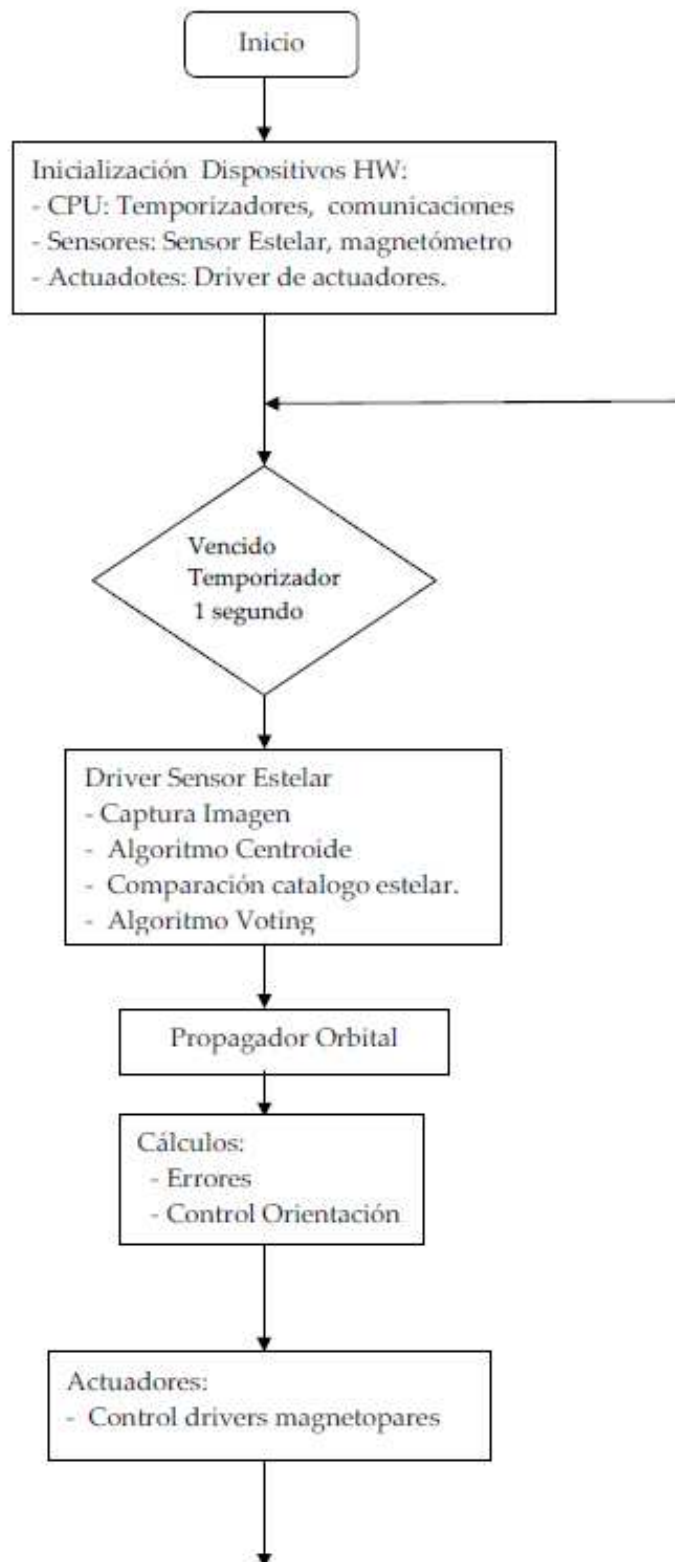 Inicio
Inicialización Dispositivos HW:
- CPU: Temporizadores, comunicaciones
- Sensores: Sensor Estelar, magnetómetro
- Actuadotes: Driver de actuadores.
Vencido
Temporizador
1 segundo
Driver Sensor Estelar
- Captura Imagen
- Algoritmo Centroide
- Comparación catalogo estelar.
- Algoritmo Voting
Propagador Orbital
Cálculos:
- Errores
- Control Orientación
Actuadores:
- Control drivers magnetopares